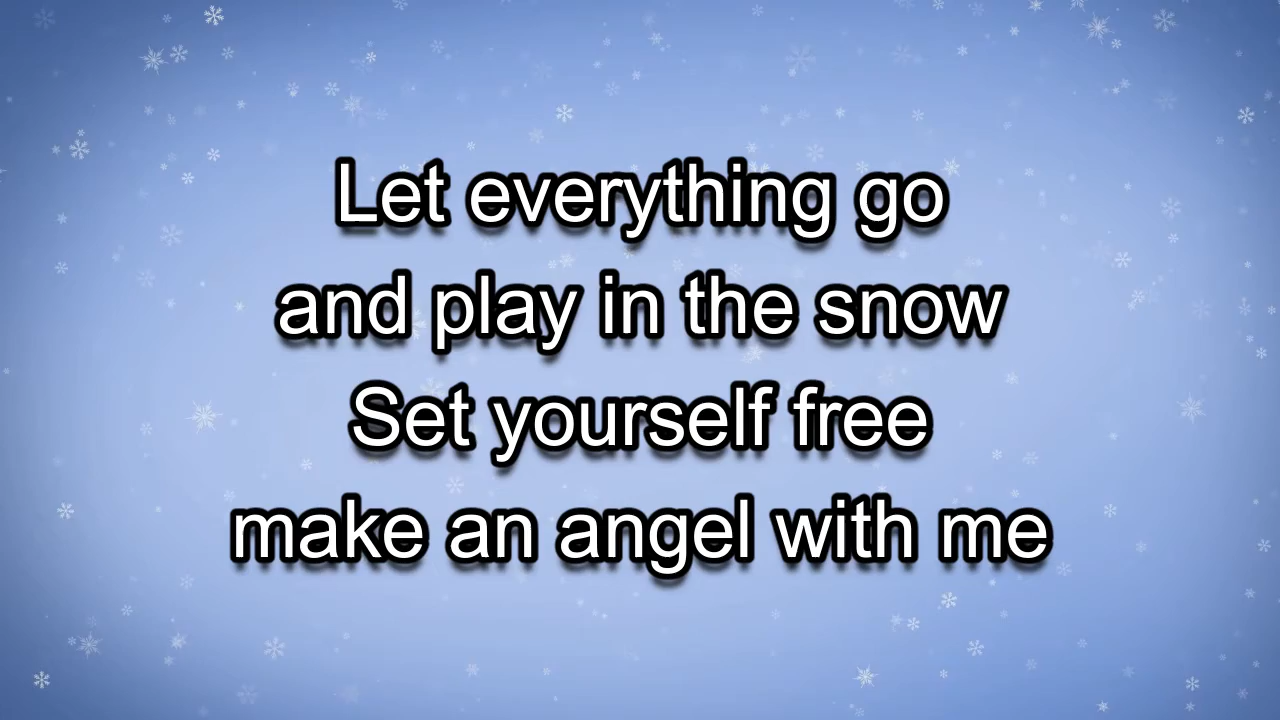 Let everything go
and play in the snow
Set yourself free
make an angel with me